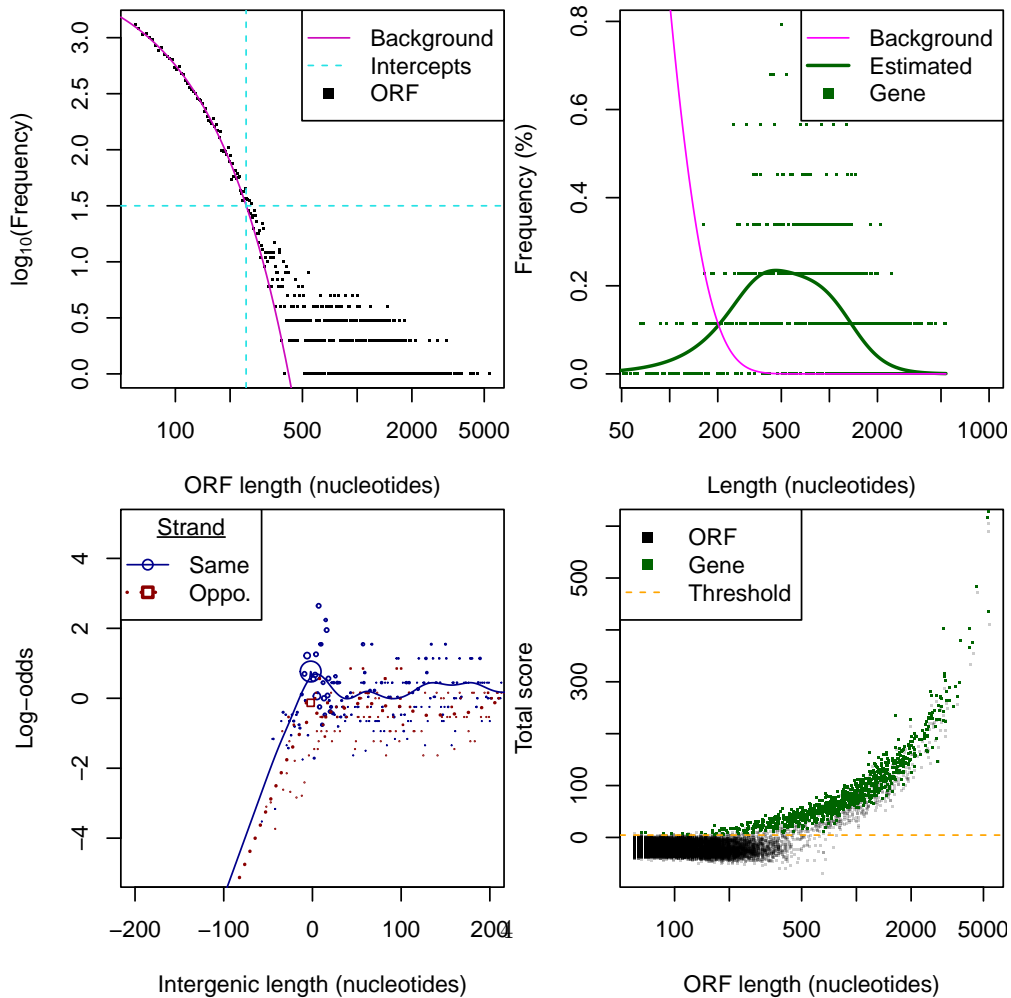 Background
Intercepts
ORF
log₁₀(Frequency)
3.0
2.5
2.0
1.5
1.0
0.5
0.0
100
500
2000
5000
ORF length (nucleotides)
Background
Estimated
Gene
Frequency (%)
0.8
0.6
0.4
0.2
0.0
50
200
500
2000
1000
Length (nucleotides)
Strand
Same
Oppo.
Log−odds
4
2
0
−2
−4
−200
−100
0
100
200
4
Intergenic length (nucleotides)
ORF
Gene
Threshold
Total score
500
300
100
0
100
500
2000
5000
ORF length (nucleotides)